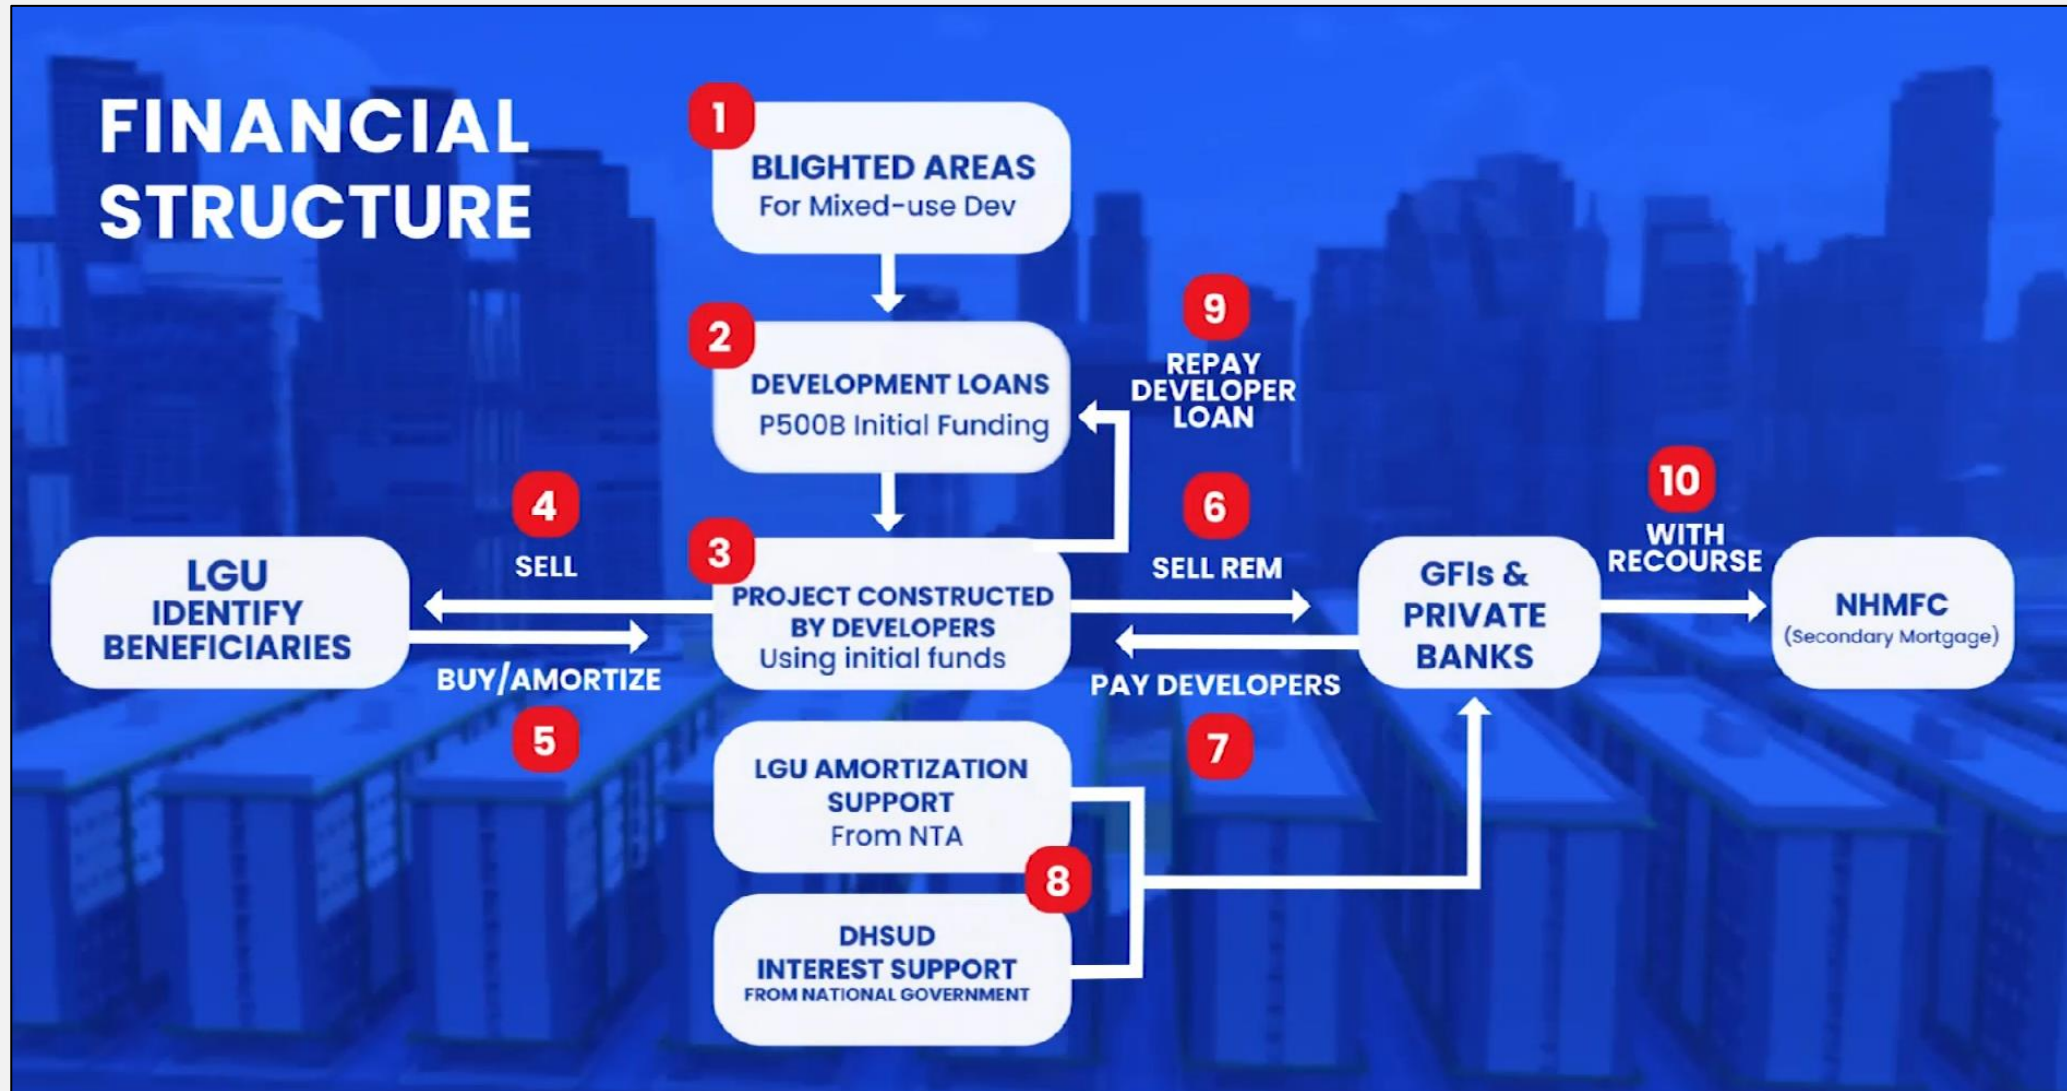 FINANCIAL
STRUCTURE
1
BLIGHTED AREAS
For Mixed-use Dev
2
DEVELOPMENT LOANS
P500B Initial Funding
9
REPAY
DEVELOPER
LOAN
3
PROJECT CONSTRUCTED
BY DEVELOPERS
Using initial funds
4
SELL
LGU
IDENTIFY
BENEFICIARIES
BUY/AMORTIZE
5
6
SELL REM
PAY DEVELOPERS
7
GFIs &
PRIVATE
BANKS
10
WITH
RECOURSE
NHMFC
(Secondary Mortgage)
LGU AMORTIZATION
SUPPORT
From NTA
8
DHSUD
INTEREST SUPPORT
FROM NATIONAL GOVERNMENT